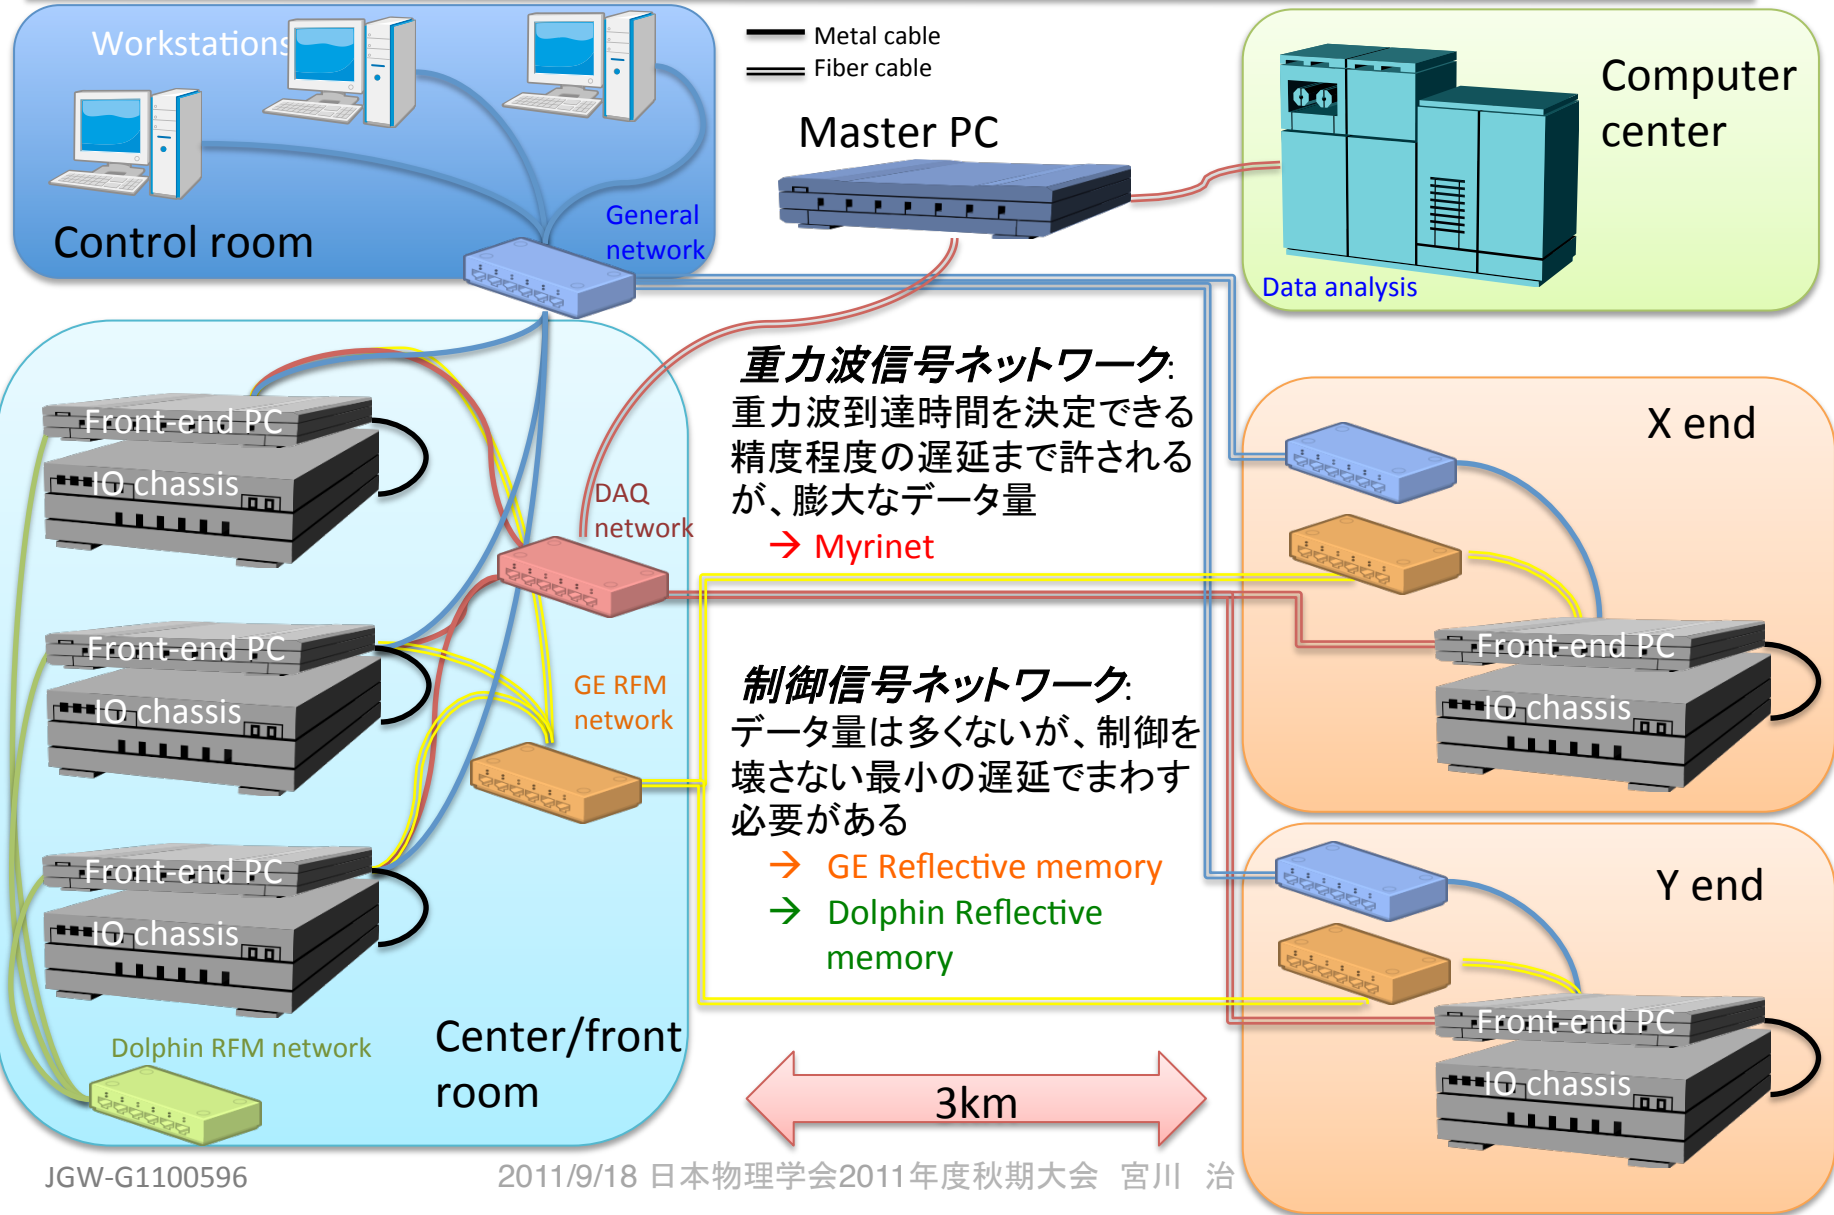 Workstations
Control room
General
network
Metal cable
Fiber cable
Master PC
Computer
center
Data analysis
Front-end PC
IO chassis
Front-end PC
IO chassis
Front-end PC
IO chassis
DAQ
network
GE RFM
network
Dolphin RFM network
Center/front
room
重力波信号ネットワーク:
重力波到達時間を決定できる
精度程度の遅延まで許される
が、膨大なデータ量
→ Myrinet
制御信号ネットワーク:
データ量は多くないが、制御を
壊さない最小の遅延でまわす
必要がある
→ GE Reflective memory
→ Dolphin Reflective
memory
3km
X end
Front-end PC
IO chassis
Y end
Front-end PC
IO chassis
JGW-G1100596
2011/9/18 日本物理学会2011年度秋期大会 宮川 治